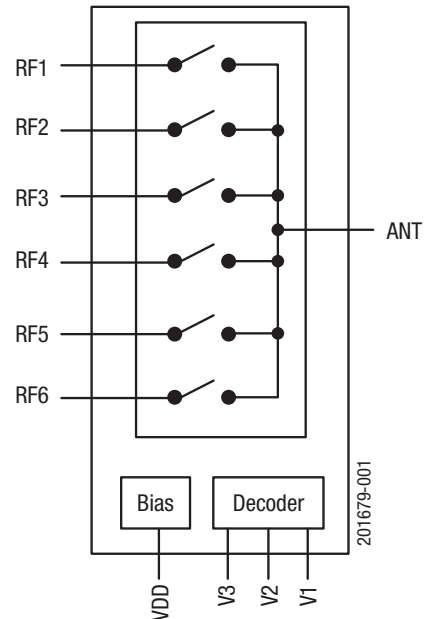 RF1
RF2
RF3
RF4
RF5
RF6
ANT
Bias
Decoder
VDD
V3
V2
V1
201679-001